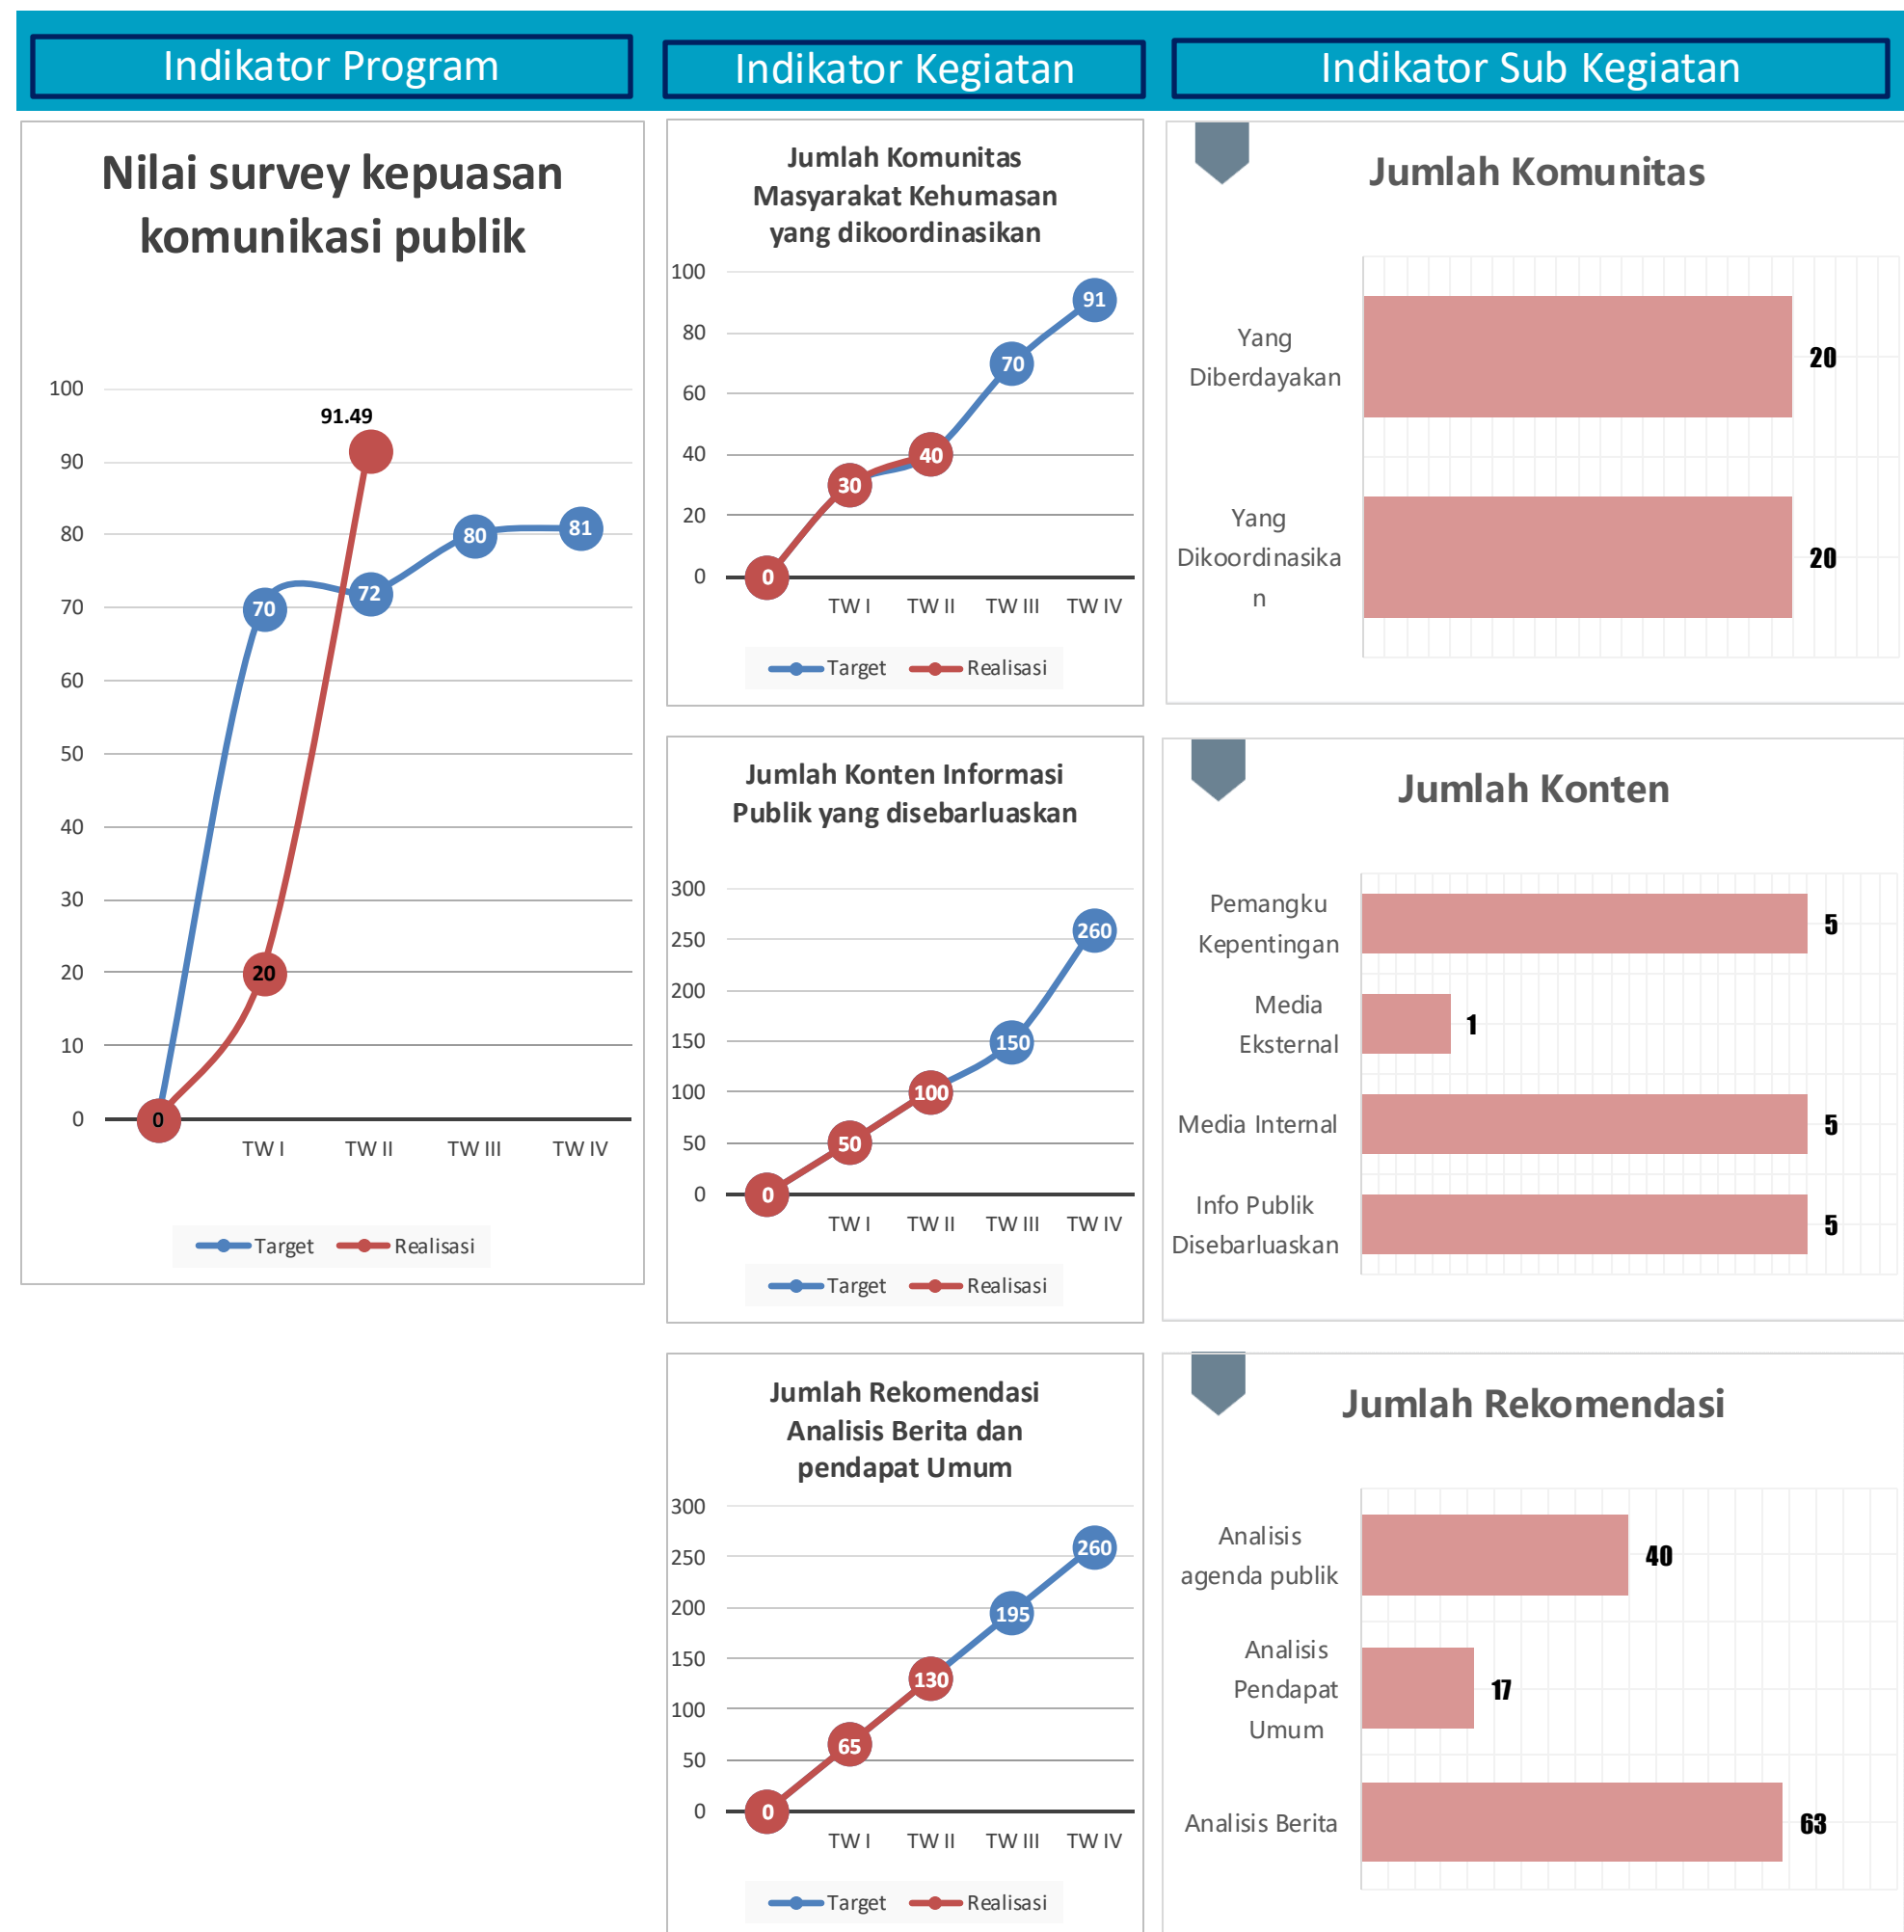 Indikator Program
Indikator Kegiatan
Indikator Sub Kegiatan
Nilai survey kepuasan
komunikasi publik
100
90
80
70
60
50
40
30
20
10
0
91.49
70
72
80
81
20
0
TW I
TW II
TW III
TW IV
Target
Realisasi
Jumlah Komunitas
Masyarakat Kehumasan
yang dikoordinasikan
100
80
60
40
20
0
91
70
40
30
0
TW I
TW II
TW III
TW IV
Target
Realisasi
Jumlah Komunitas
Yang
Diberdayakan
20
Yang
Dikoordinasika
n
20
Jumlah Konten Informasi
Publik yang disebarluaskan
300
250
200
150
100
50
0
260
150
100
50
0
TW I
TW II
TW III
TW IV
Target
Realisasi
Jumlah Konten
Pemangku
Kepentingan
5
Media
Eksternal
1
Media Internal
5
Info Publik
Disebarluaskan
5
Jumlah Rekomendasi
Analisis Berita dan
pendapat Umum
300
250
200
150
100
50
0
260
195
130
65
0
TW I
TW II
TW III
TW IV
Target
Realisasi
Jumlah Rekomendasi
Analisis
agenda publik
40
Analisis
Pendapat
Umum
17
Analisis Berita
63